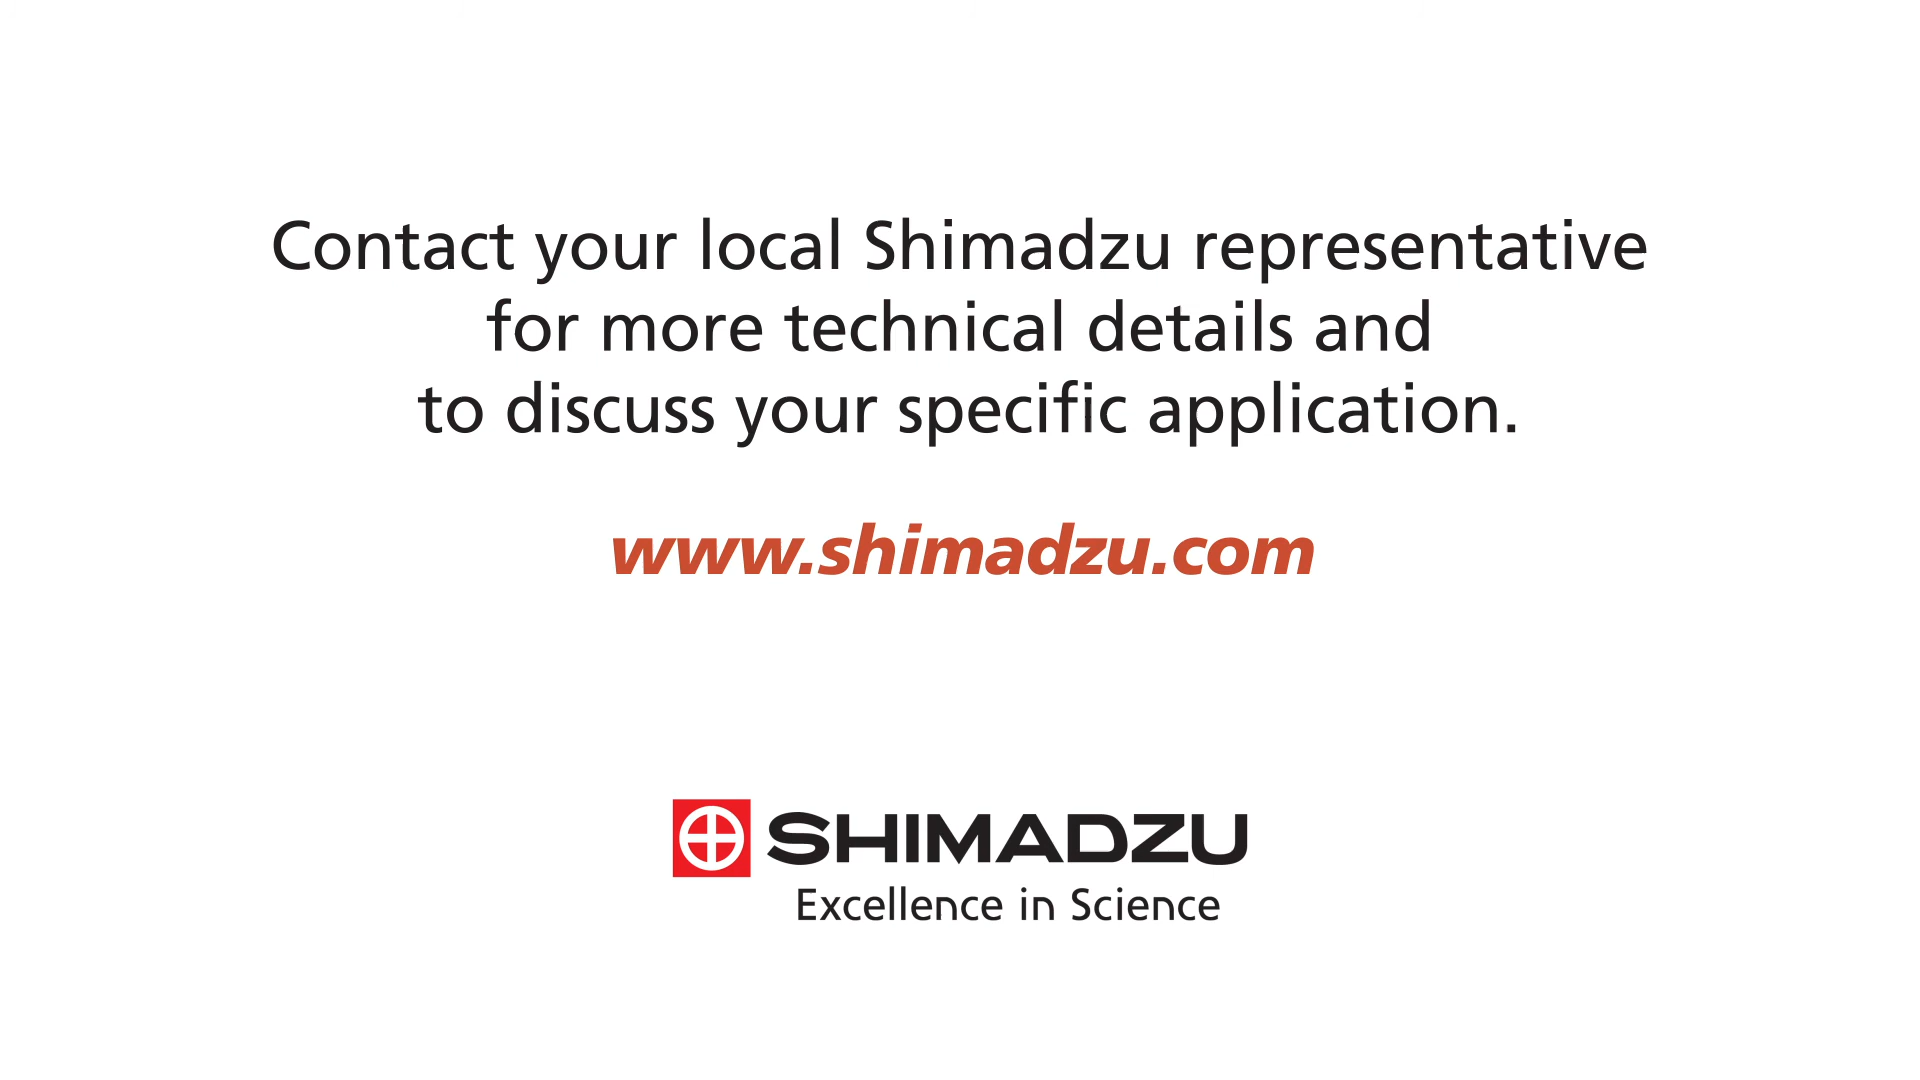 Contact your local Shimadzu representative
for more technical details and
to discuss your specific application.
www.shimadzu.com
SHIMADZU
Excellence in Science